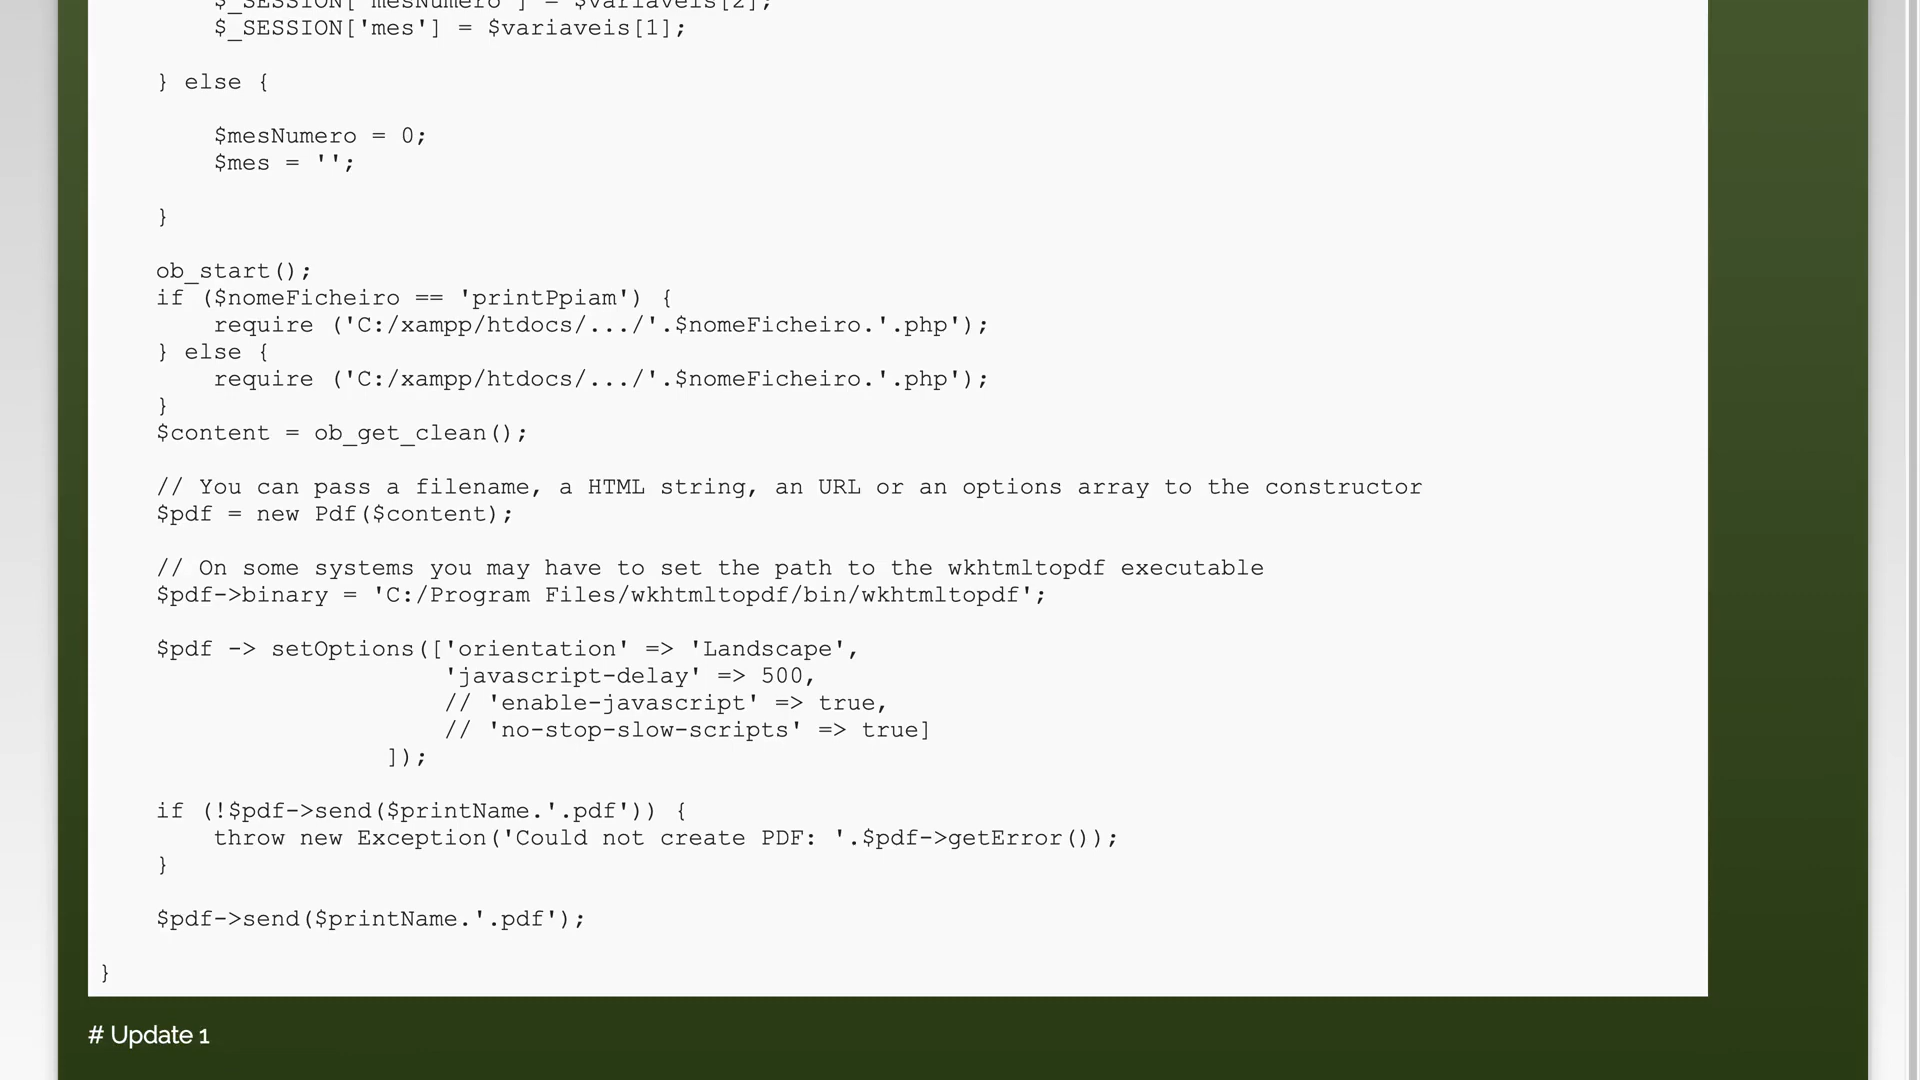 $_SESSION['mesNumero'] = $variaveis[2];
$_SESSION['mes'] = $variaveis[1];
} else {
$mesNumero = 0;
$mes = '';
}
ob_start();
if ($nomeFicheiro == 'printPpiam') {
require ('C:/xampp/htdocs/.../'.$nomeFicheiro.'.php');
} else {
require ('C:/xampp/htdocs/.../'.$nomeFicheiro.'.php');
}
$content = ob_get_clean();
// You can pass a filename, a HTML string, an URL or an options array to the constructor
$pdf = new Pdf($content);
// On some systems you may have to set the path to the wkhtmltopdf executable
$pdf->binary = 'C:/Program Files/wkhtmltopdf/bin/wkhtmltopdf';
$pdf -> setOptions(['orientation' => 'Landscape',
'javascript-delay' => 500,
// 'enable-javascript' => true,
// 'no-stop-slow-scripts' => true]
]);
if (!$pdf->send($printName.'.pdf')) {
throw new Exception('Could not create PDF: '.$pdf->getError());
}
$pdf->send($printName.'.pdf');
}
# Update 1